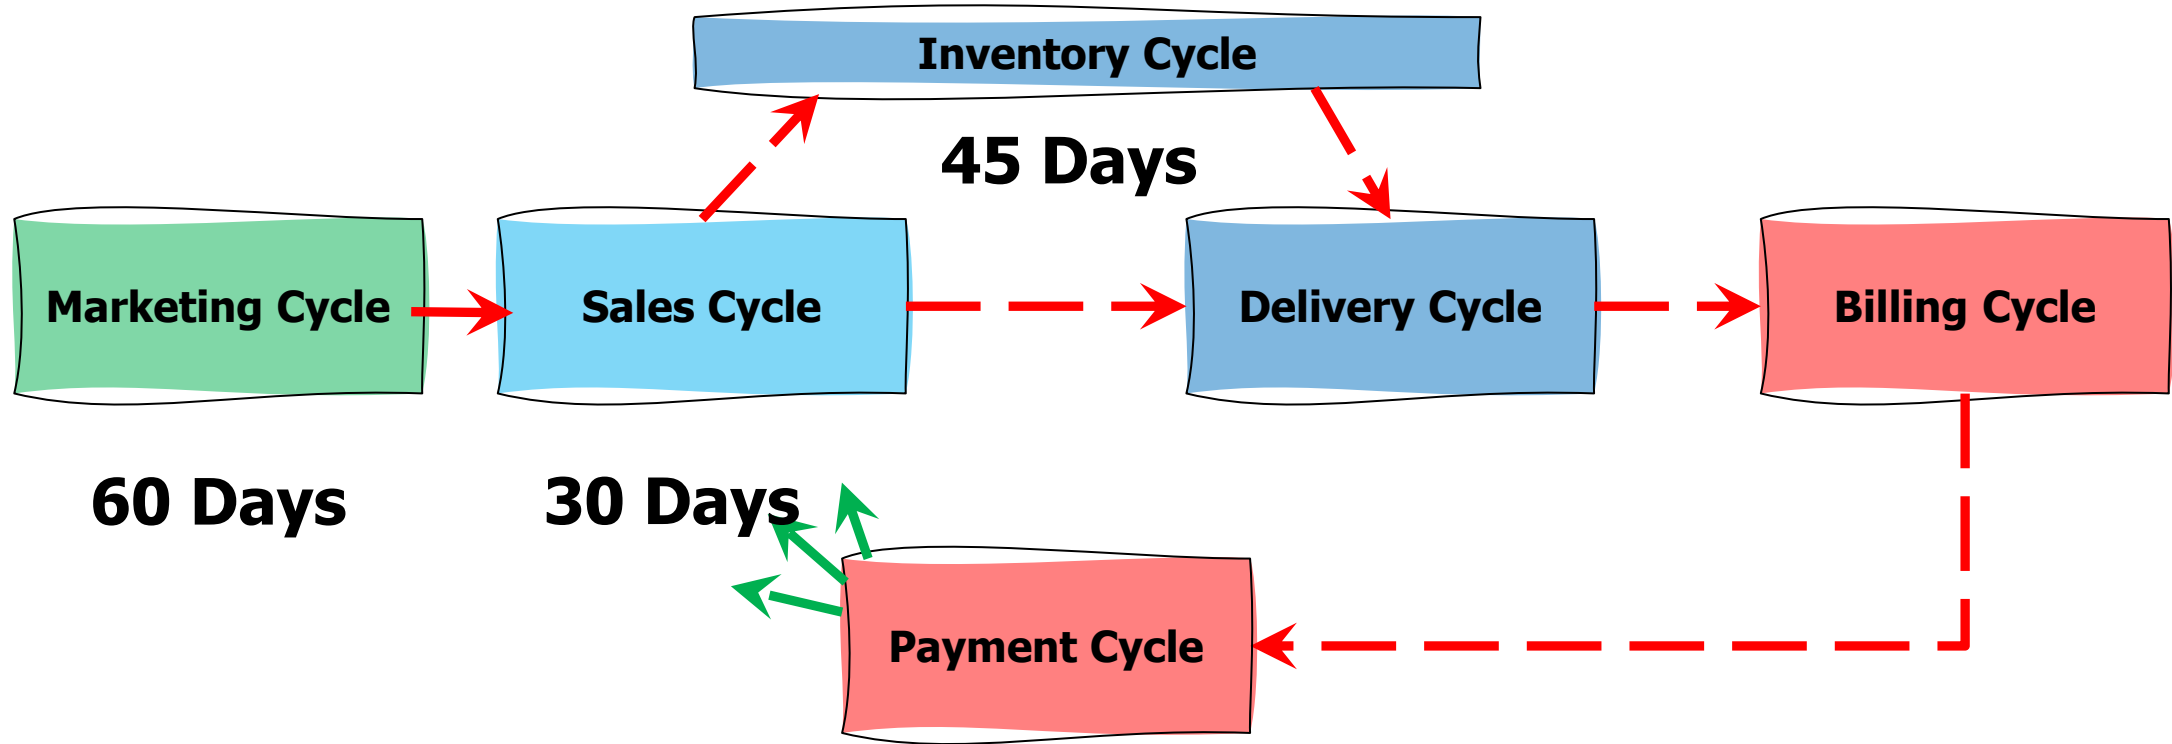 Inventory Cycle
45 Days
Marketing Cycle
Sales Cycle
Delivery Cycle
Billing Cycle
60 Days
30 Days
Payment Cycle